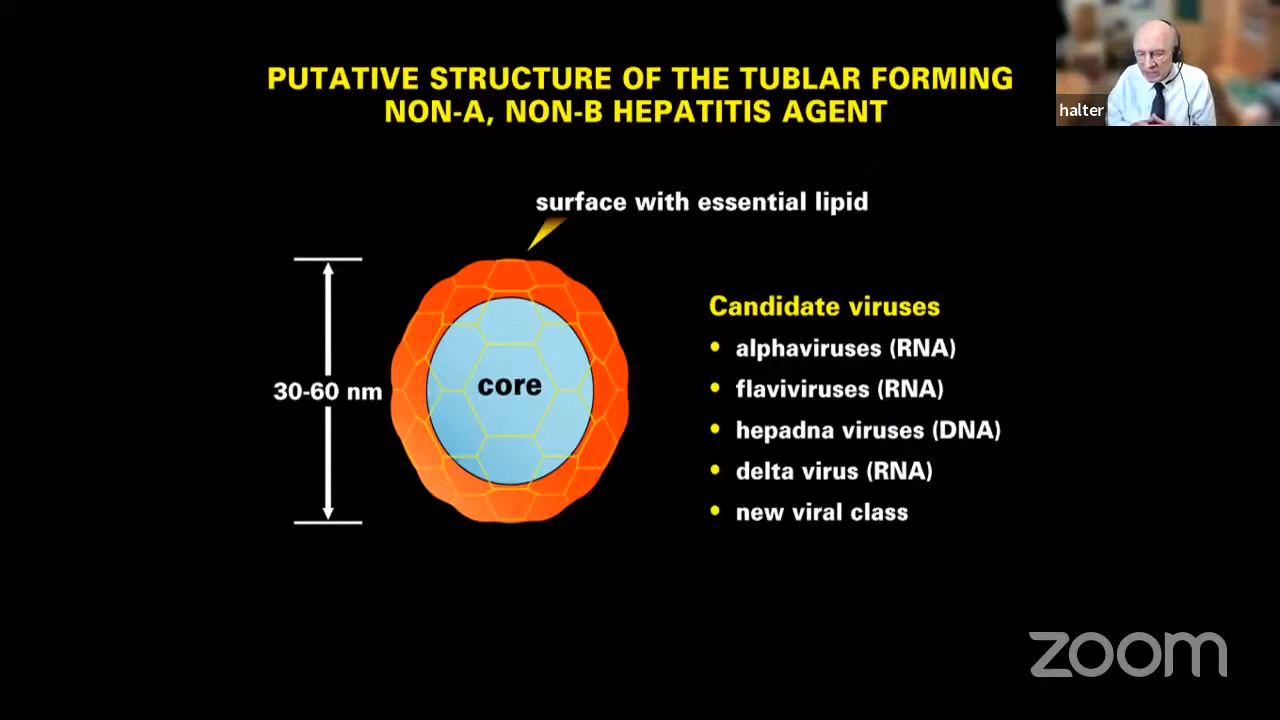 PUTATIVE STRUCTURE OF THE TUBLAR FORMING
NON-A, NON-B HEPATITIS AGENT
halter
surface with essential lipid
30-60 nm
core
Candidate viruses
• alphaviruses (RNA)
• flaviviruses (RNA)
• hepadna viruses (DNA)
• delta virus (RNA)
• new viral class
zoom